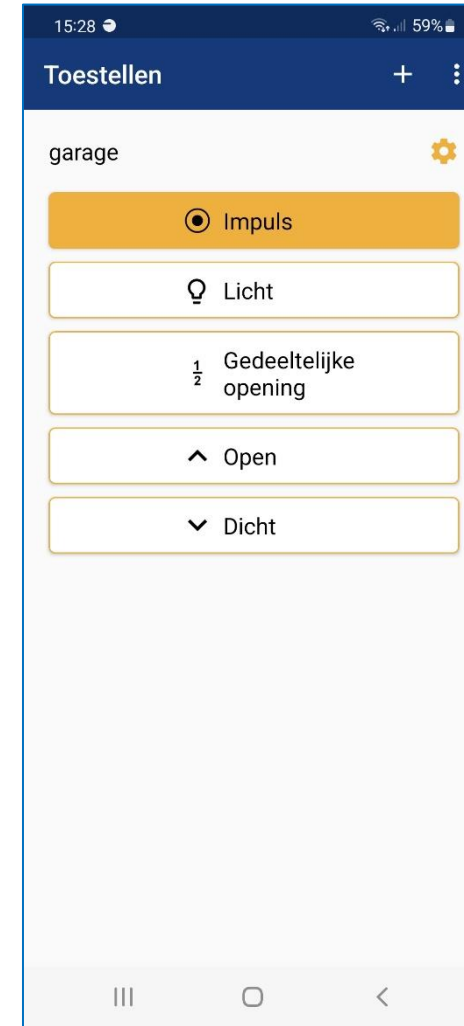 15:28 59%
Toestellen
garage
Impuls
Licht
1/2 Gedeeltelijke
opening
Open
Dicht